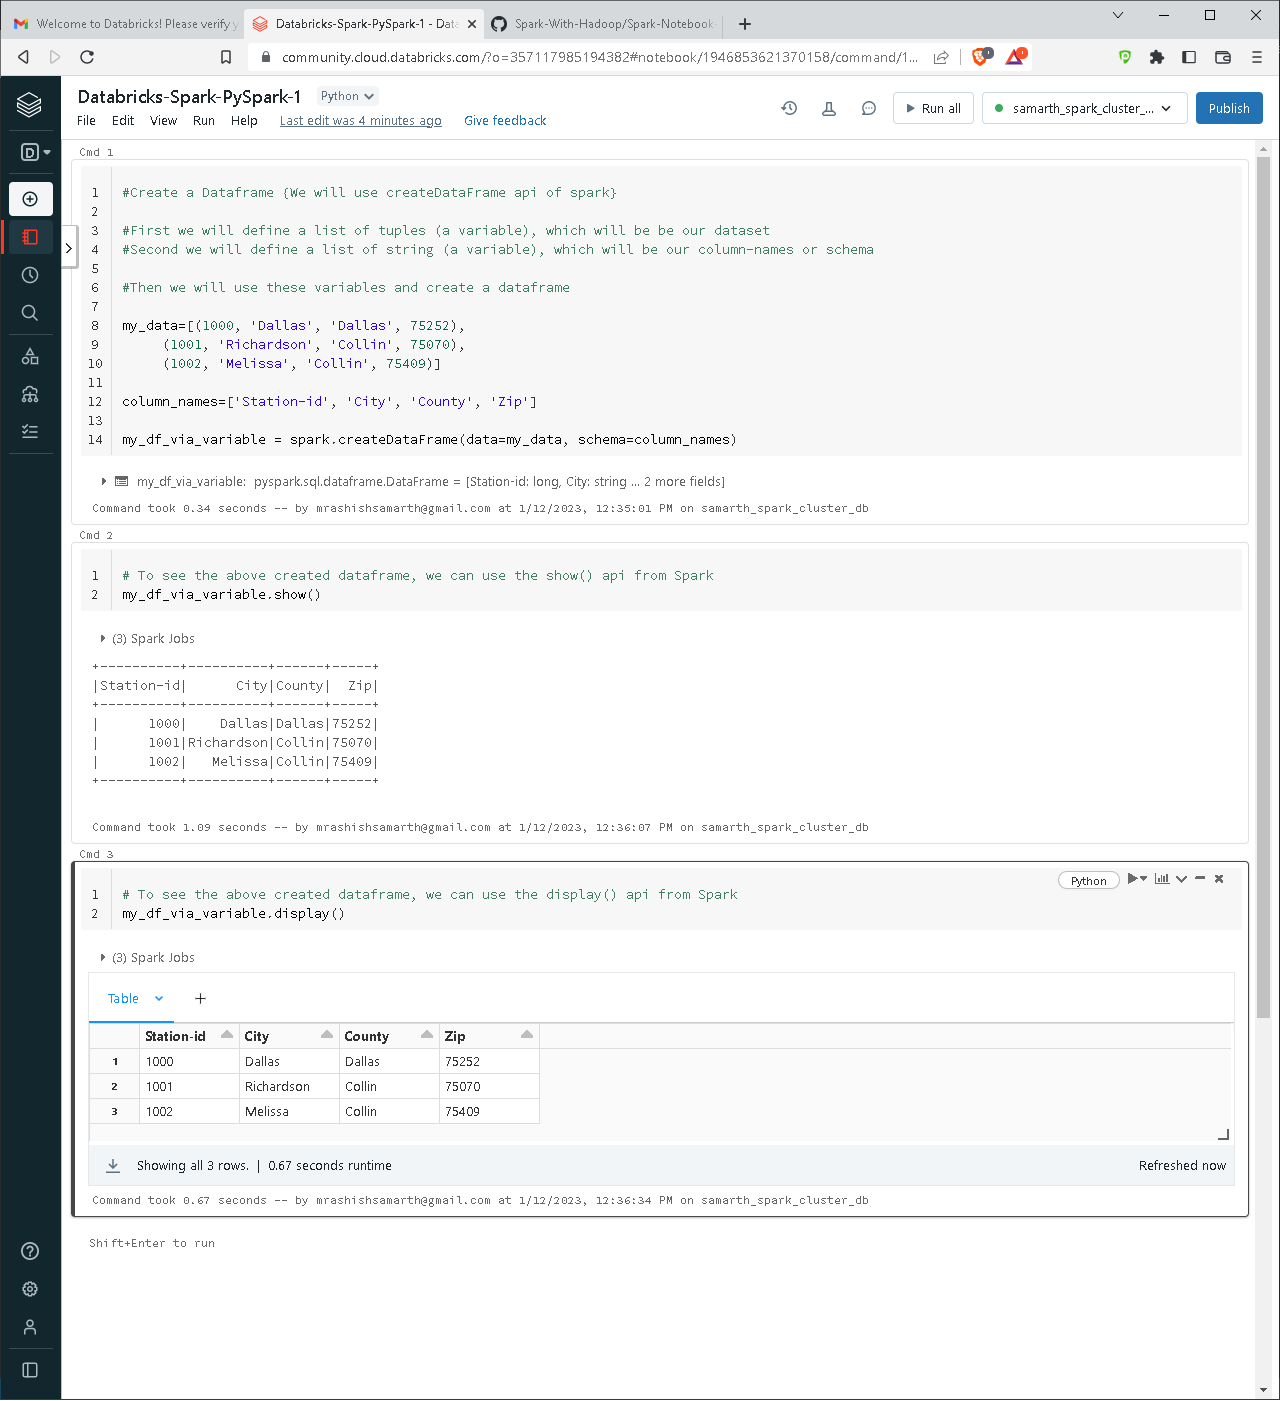 Welcome to Databricks! Please verify y
Databricks-Spark-PySpark-1 - Data
Spark-With-Hadoop/Spark-Notebook
community.cloud.databricks.com/?o=357117985194382#notebook/1946853621370158/command/1...
Databricks-Spark-PySpark-1 Python
File Edit View Run Help Last edit was 4 minutes ago Give feedback
Run all
samarth_spark_cluster_...
Publish
D
Cmd 1
1 #Create a Dataframe {We will use createDataFrame api of spark}
2
3 #First we will define a list of tuples (a variable), which will be be our dataset
4 #Second we will define a list of string (a variable), which will be our column-names or schema
5
6 #Then we will use these variables and create a dataframe
7
8 my_data=[(1000, 'Dallas', 'Dallas', 75252),
9 (1001, 'Richardson', 'Collin', 75070),
10 (1002, 'Melissa', 'Collin', 75409)]
11
12 column_names=['Station-id', 'City', 'County', 'Zip']
13
14 my_df_via_variable = spark.createDataFrame(data=my_data, schema=column_names)
my_df_via_variable: pyspark.sql.dataframe.DataFrame = [Station-id: long, City: string ... 2 more fields]
Command took 0.34 seconds -- by mrashishsamarth@gmail.com at 1/12/2023, 12:35:01 PM on samarth_spark_cluster_db
Cmd 2
1 # To see the above created dataframe, we can use the show() api from Spark
2 my_df_via_variable.show()
(3) Spark Jobs
+----------+----------+------+-----+
|Station-id|      City|County|  Zip|
+----------+----------+------+-----+
|      1000|    Dallas|Dallas|75252|
|      1001|Richardson|Collin|75070|
|      1002|   Melissa|Collin|75409|
+----------+----------+------+-----+
Command took 1.09 seconds -- by mrashishsamarth@gmail.com at 1/12/2023, 12:36:07 PM on samarth_spark_cluster_db
Cmd 3
Python
1 # To see the above created dataframe, we can use the display() api from Spark
2 my_df_via_variable.display()
(3) Spark Jobs
Table +
Station-id City County Zip
1 1000 Dallas Dallas 75252
2 1001 Richardson Collin 75070
3 1002 Melissa Collin 75409
Showing all 3 rows. | 0.67 seconds runtime
Refreshed now
Command took 0.67 seconds -- by mrashishsamarth@gmail.com at 1/12/2023, 12:36:34 PM on samarth_spark_cluster_db
Shift+Enter to run